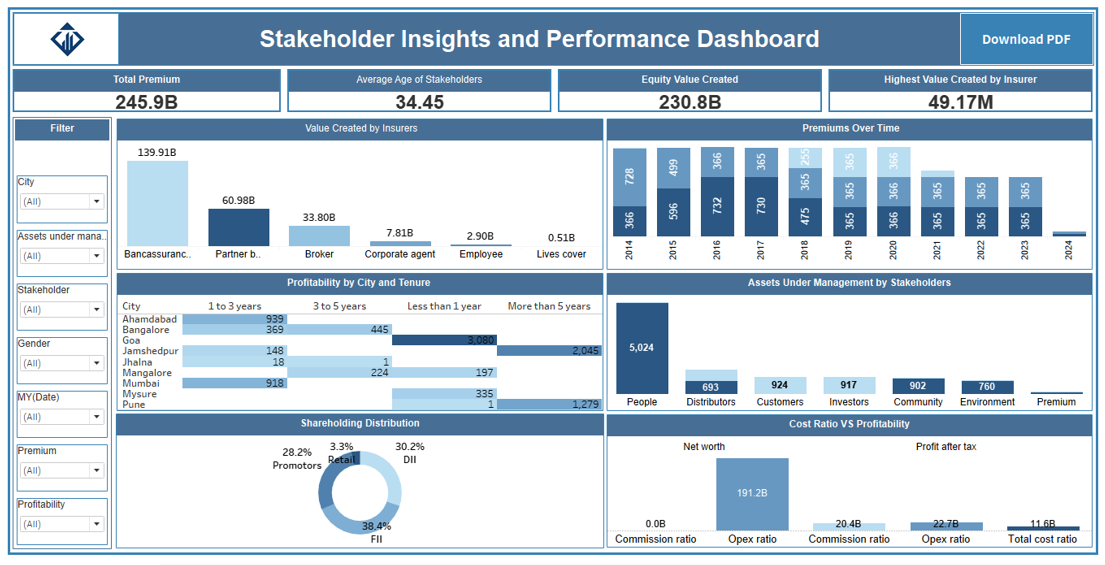 Stakeholder Insights and Performance Dashboard
Download PDF
Total Premium
245.9B
Average Age of Stakeholders
34.45
Equity Value Created
230.8B
Highest Value Created by Insurer
49.17M
Filter
City
(All)
Assets under mana..
(All)
Stakeholder
(All)
Gender
(All)
MY(Date)
(All)
Premium
(All)
Profitability
(All)
Value Created by Insurers
139.91B
60.98B
33.80B
7.81B
2.90B
0.51B
Bancassuranc.. Partner b.. Broker Corporate agent Employee Lives cover
Premiums Over Time
728 499 366 365 255 365 366
365 365 366 365 365 365
366 596 732 730 475 365 366 365 365 365
2014 2015 2016 2017 2018 2019 2020 2021 2022 2023 2024
Profitability by City and Tenure
City 1 to 3 years 3 to 5 years Less than 1 year More than 5 years
Ahamdabad 939
Bangalore 369 445
Goa 3,080
Jamshedpur 148 2,045
Jhalna 18 1
Mangalore 224 197
Mumbai 918
Mysure 335
Pune 1 1,279
Assets Under Management by Stakeholders
5,024 693 924 917 902 760
People Distributors Customers Investors Community Environment Premium
Shareholding Distribution
28.2%
Promotors
3.3%
Retail
30.2%
DII
38.4%
FII
Cost Ratio VS Profitability
Net worth Profit after tax
0.0B 191.2B 20.4B 22.7B 11.6B
Commission ratio Opex ratio Commission ratio Opex ratio Total cost ratio